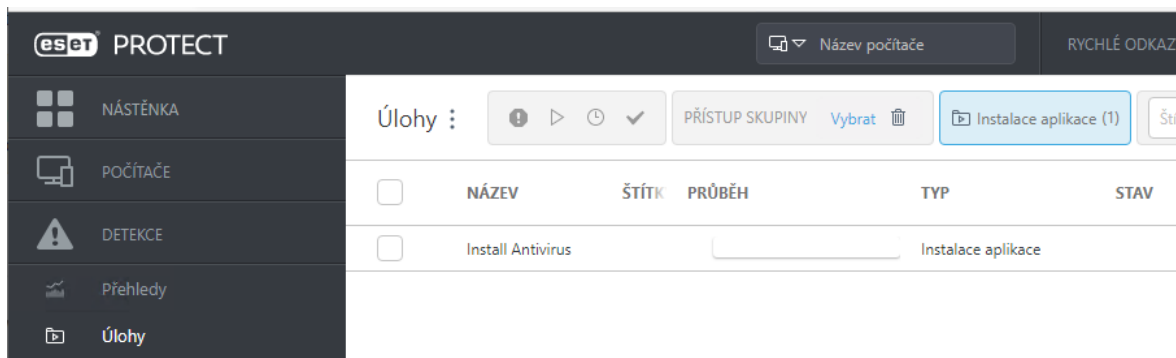 eset PROTECT
Název počítače
RYCHLÉ ODKAZ
NÁSTĚNKA
POČÍTAČE
DETEKCE
Přehledy
Úlohy
Úlohy
PŘÍSTUP SKUPINY Vybrat
Instalace aplikace (1)
Ští
NÁZEV ŠTÍTK PRŮBĚH TYP STAV
Install Antivirus Instalace aplikace